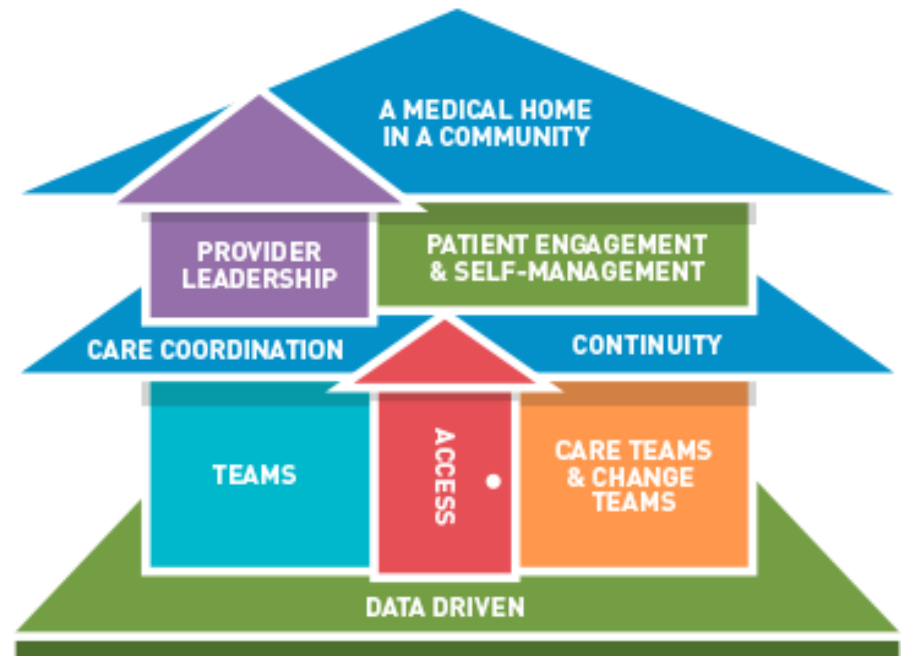 A MEDICAL HOME
IN A COMMUNITY
PROVIDER
LEADERSHIP
PATIENT ENGAGEMENT
& SELF-MANAGEMENT
CARE COORDINATION
CONTINUITY
TEAMS
ACCESS
CARE TEAMS
& CHANGE
TEAMS
DATA DRIVEN